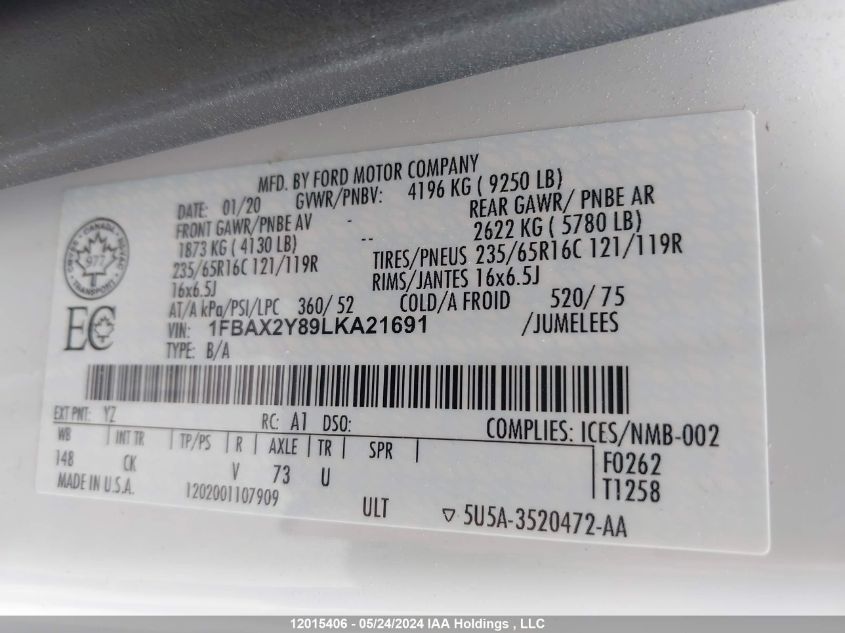 MFD. BY FORD MOTOR COMPANY
DATE: 01/20 GVWR/PNBV: 4196 KG ( 9250 LB)
FRONT GAWR/PNBE AV - REAR GAWR/ PNBE AR
1873 KG ( 4130 LB) -- 2622 KG ( 5780 LB)
235/65R16C 121/119R TIRES/PNEUS 235/65R16C 121/119R
16x6.5J RIMS/JANTES 16x6.5J
AT/A kPa/PSI/LPC 360/ 52 COLD/A FROID 520/ 75
VIN: 1FBAX2Y89LKA21691 /JUMELEES
TYPE: B/A
CANADA
977
TRANSPORT
EC
EXT PNT: YZ RC: A1 DSO: COMPLIES: ICES/NMB-002
WB INT TR TP/PS R AXLE TR SPR F0262
148 CK V 73 U T1258
MADE IN U.S.A. 1202001107909 ULT ▽ 5U5A-3520472-AA
12015406 - 05/24/2024 IAA Holdings , LLC